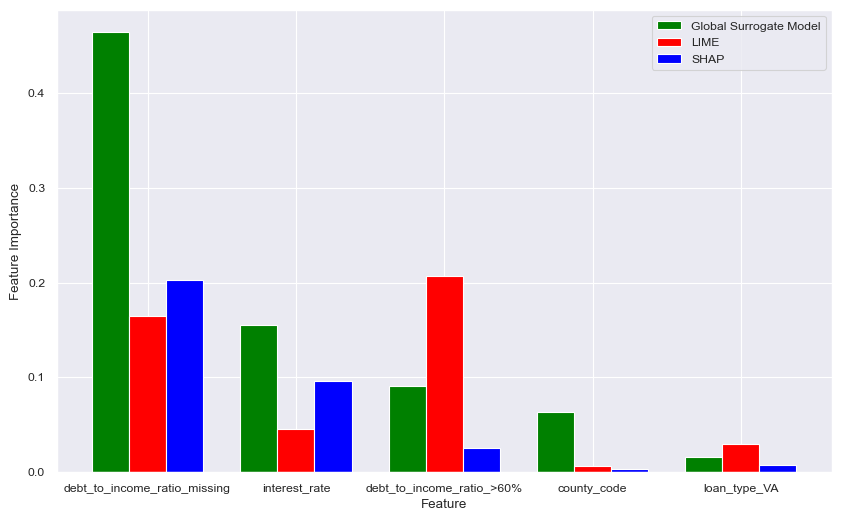 Global Surrogate Model
LIME
SHAP
0.4
0.3
0.2
0.1
0.0
Feature Importance
debt_to_income_ratio_missing
interest_rate
debt_to_income_ratio_>60%
county_code
loan_type_VA
Feature